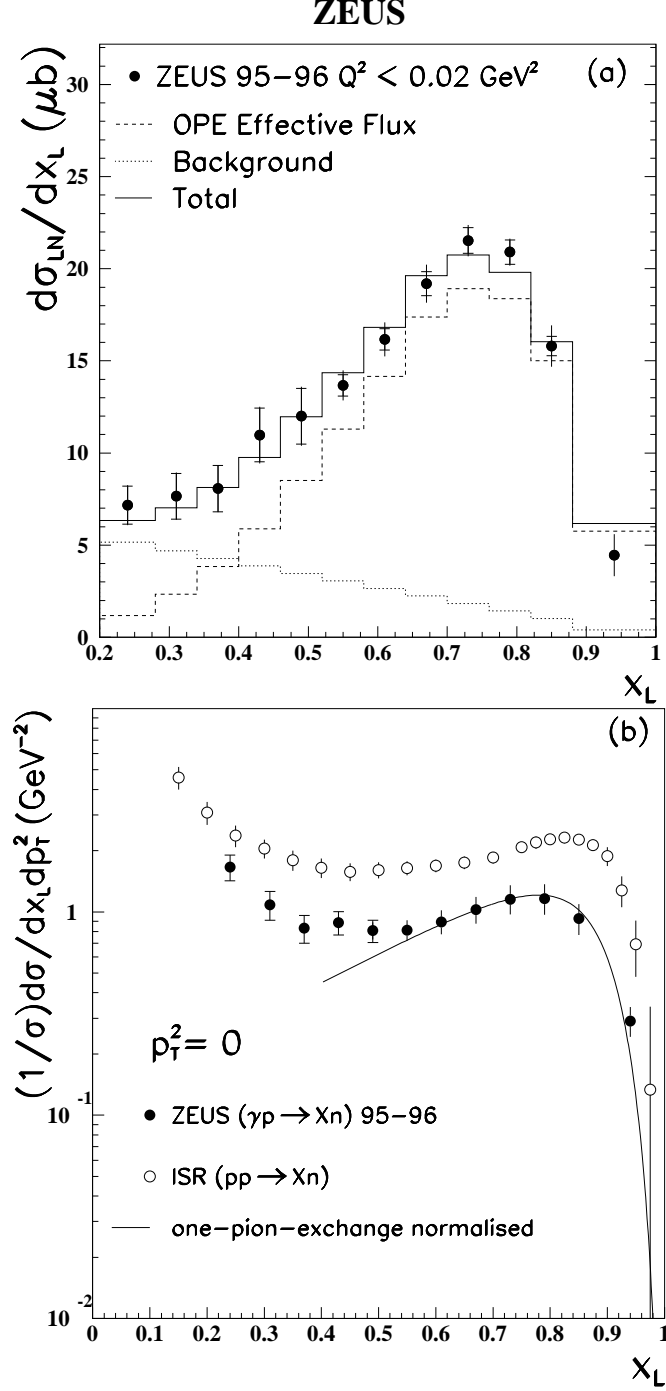 ZEUS
dσ_LN/dx_L (μb)
30
25
20
15
10
5
0
ZEUS 95−96 Q² < 0.02 GeV²
(a)
OPE Effective Flux
Background
Total
0.2 0.3 0.4 0.5 0.6 0.7 0.8 0.9 1
x_L
(1/σ)dσ/dx_Ldp_T² (GeV⁻²)
(b)
1
p_T² = 0
10⁻¹
ZEUS (γp → Xn) 95−96
ISR (pp → Xn)
one−pion−exchange normalised
10⁻²
0 0.1 0.2 0.3 0.4 0.5 0.6 0.7 0.8 0.9 1
x_L